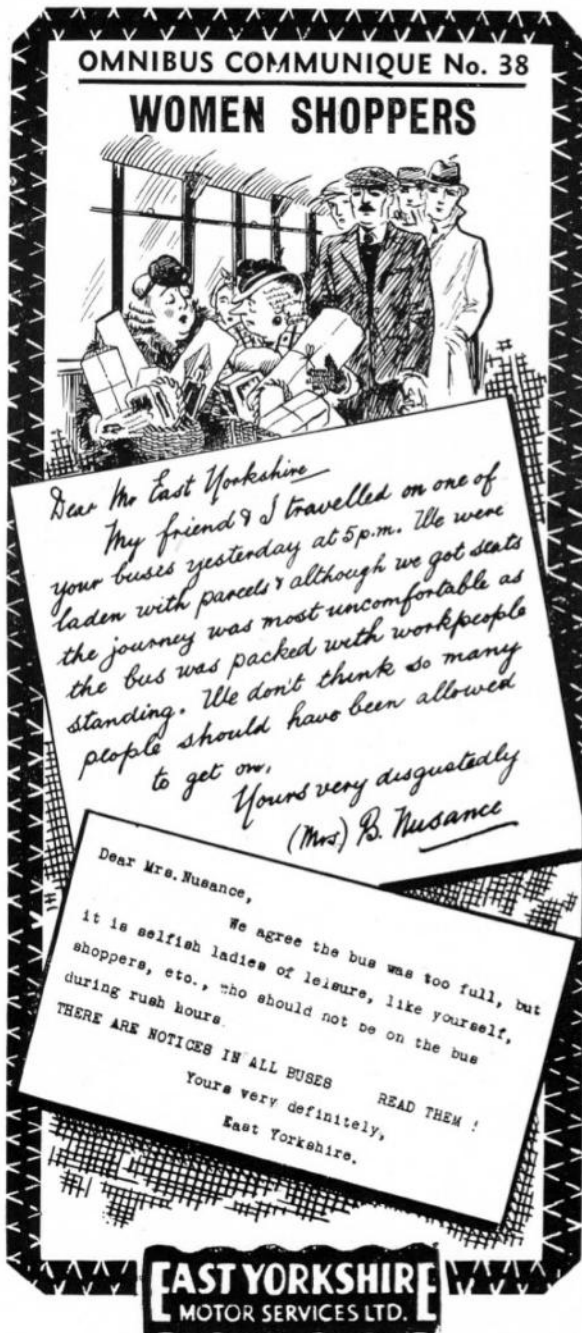 OMNIBUS COMMUNIQUE No. 38
WOMEN SHOPPERS
Dear Mr East Yorkshire
My friend & I travelled on one of
your buses yesterday at 5 p.m. We were
laden with parcels & although we got seats
the journey was most uncomfortable as
the bus was packed with workpeople
standing. We don't think so many
people should have been allowed
to get on.
Yours very disgustedly
(Mrs) B. Nusance
Dear Mrs. Nusance,
We agree the bus was too full, but
it is selfish ladies of leisure, like yourself,
shoppers, etc., who should not be on the bus
during rush hours.
THERE ARE NOTICES IN ALL BUSES READ THEM !
Yours very definitely,
East Yorkshire.
EAST YORKSHIRE
MOTOR SERVICES LTD.